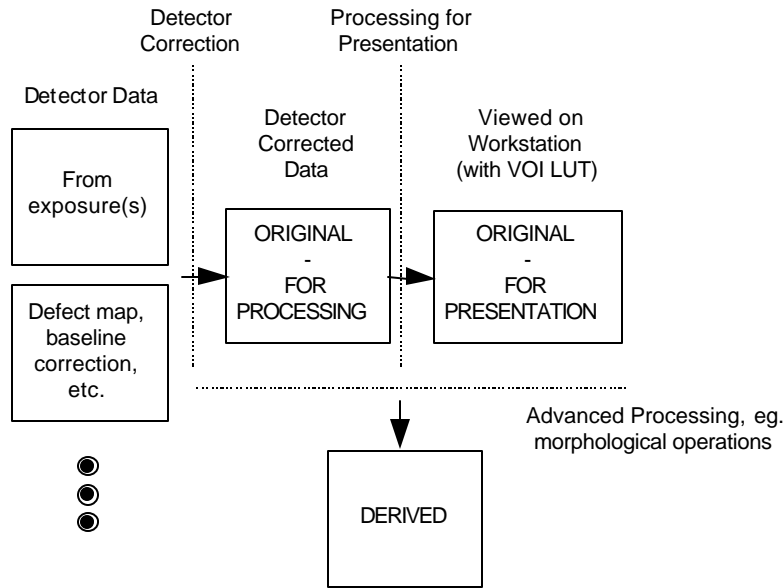 Detector
Correction
Processing for
Presentation
Detector Data
Detector
Corrected
Data
Viewed on
Workstation
(with VOI LUT)
From
exposure(s)
ORIGINAL
-
FOR
PROCESSING
ORIGINAL
-
FOR
PRESENTATION
Defect map,
baseline
correction,
etc.
Advanced Processing, eg.
morphological operations
DERIVED